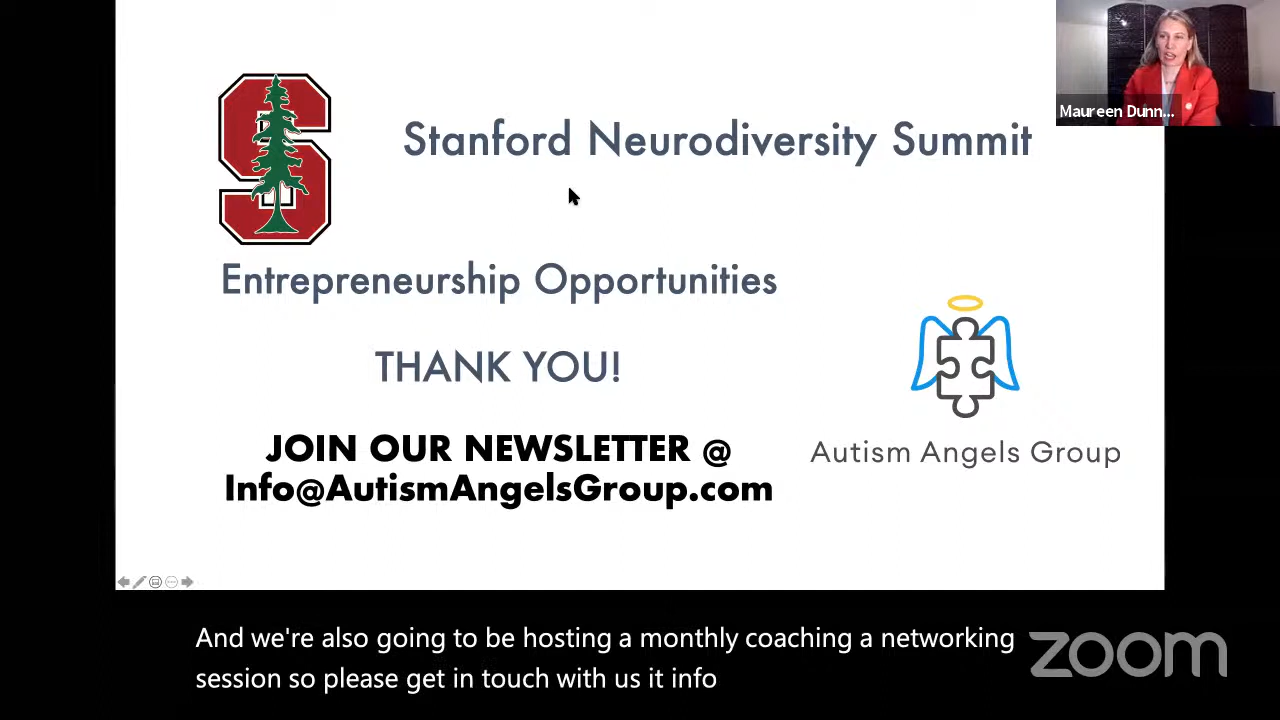 Maureen Dunn...
Stanford Neurodiversity Summit
Entrepreneurship Opportunities
THANK YOU!
JOIN OUR NEWSLETTER @
Info@AutismAngelsGroup.com
Autism Angels Group
And we're also going to be hosting a monthly coaching a networking
session so please get in touch with us it info
zoom